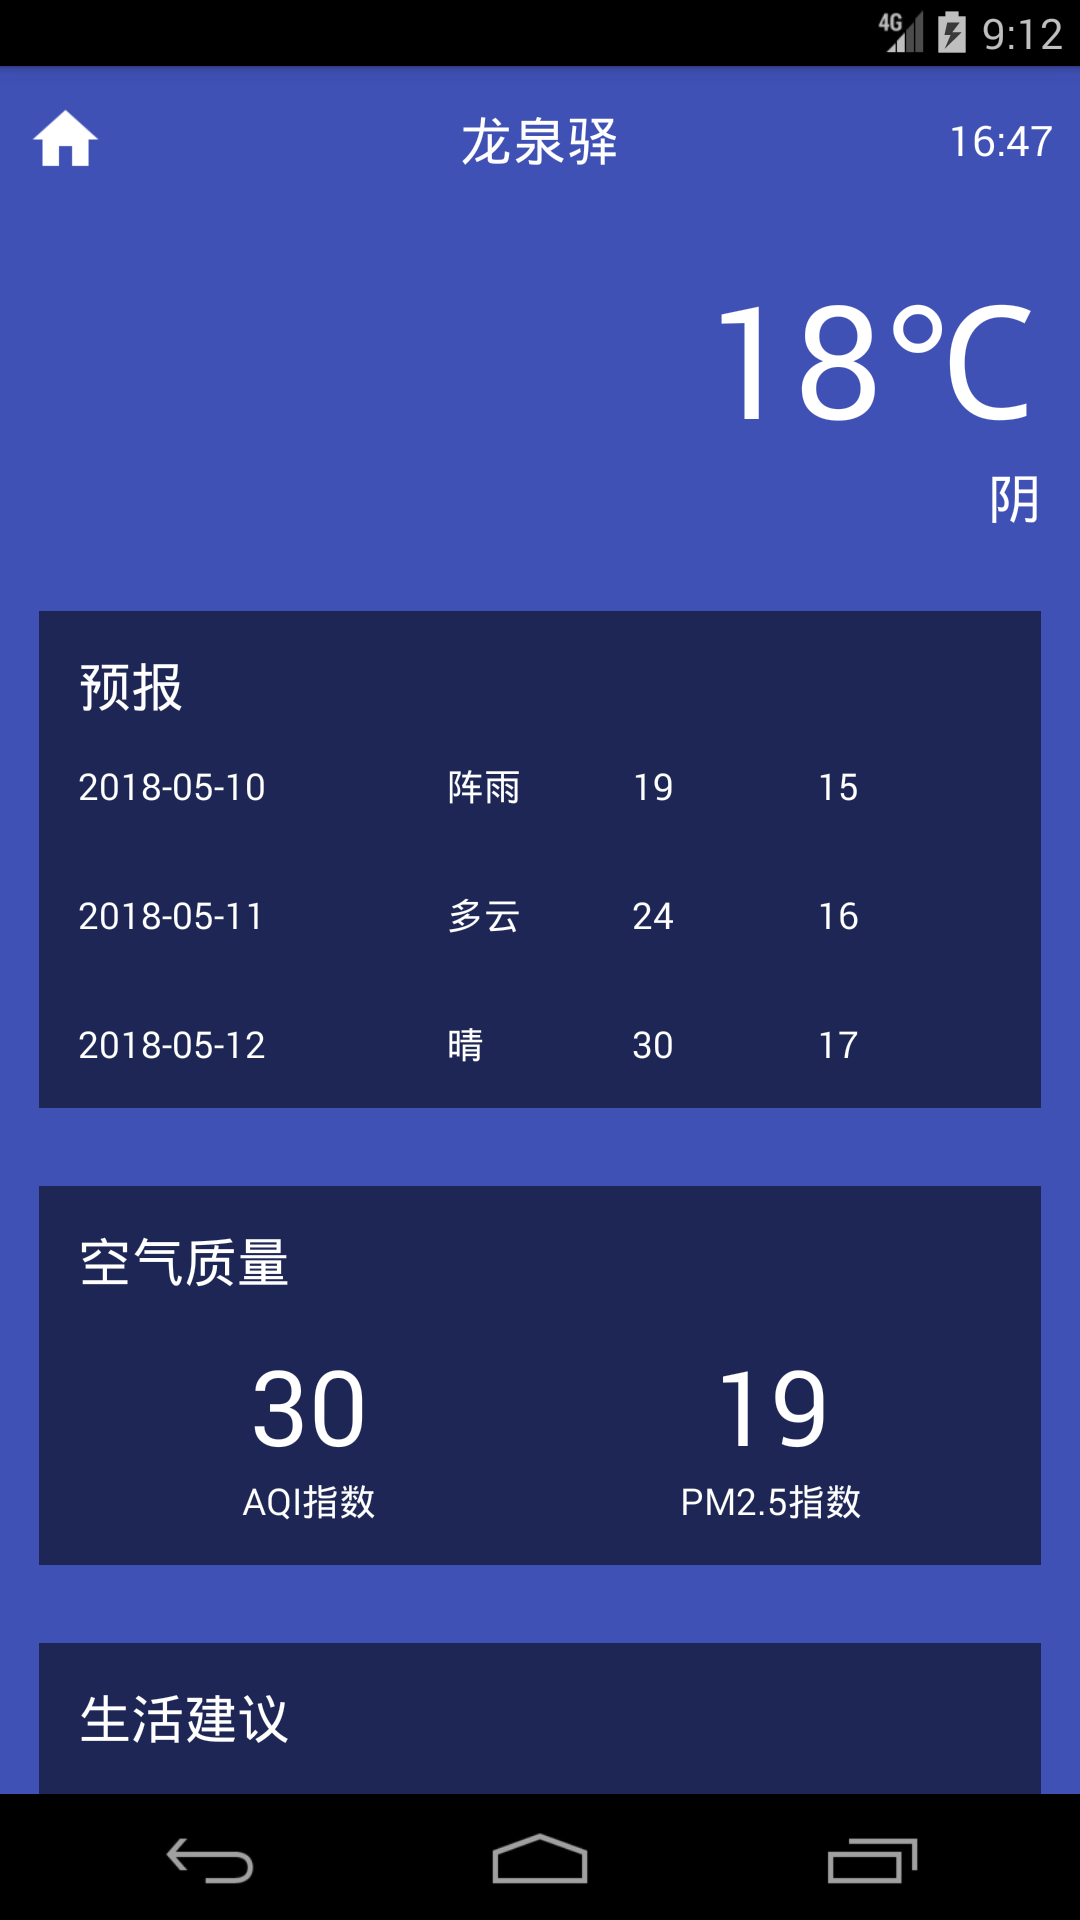 4G 9:12
龙泉驿 16:47
18℃
阴
预报
2018-05-10 阵雨 19 15
2018-05-11 多云 24 16
2018-05-12 晴 30 17
空气质量
30 19
AQI指数 PM2.5指数
生活建议